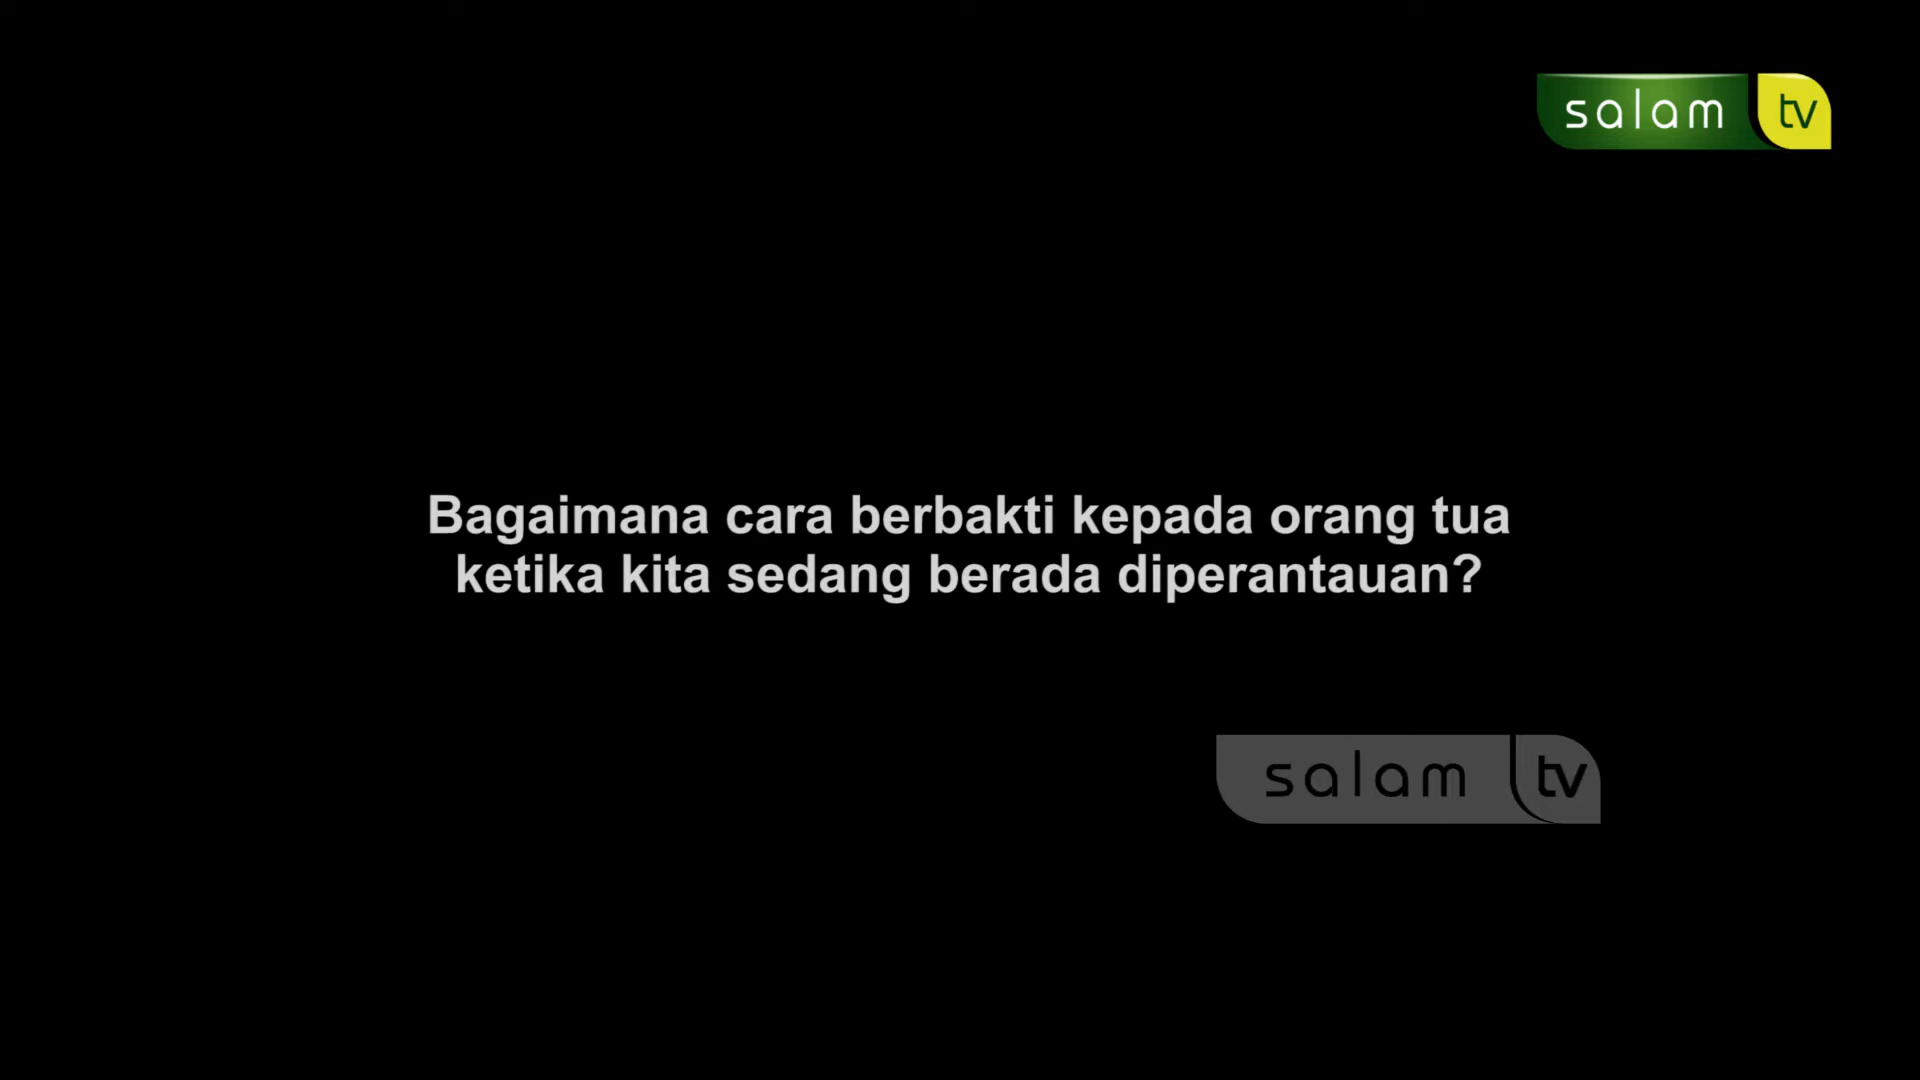 salam tv
Bagaimana cara berbakti kepada orang tua
ketika kita sedang berada diperantauan?
salam tv